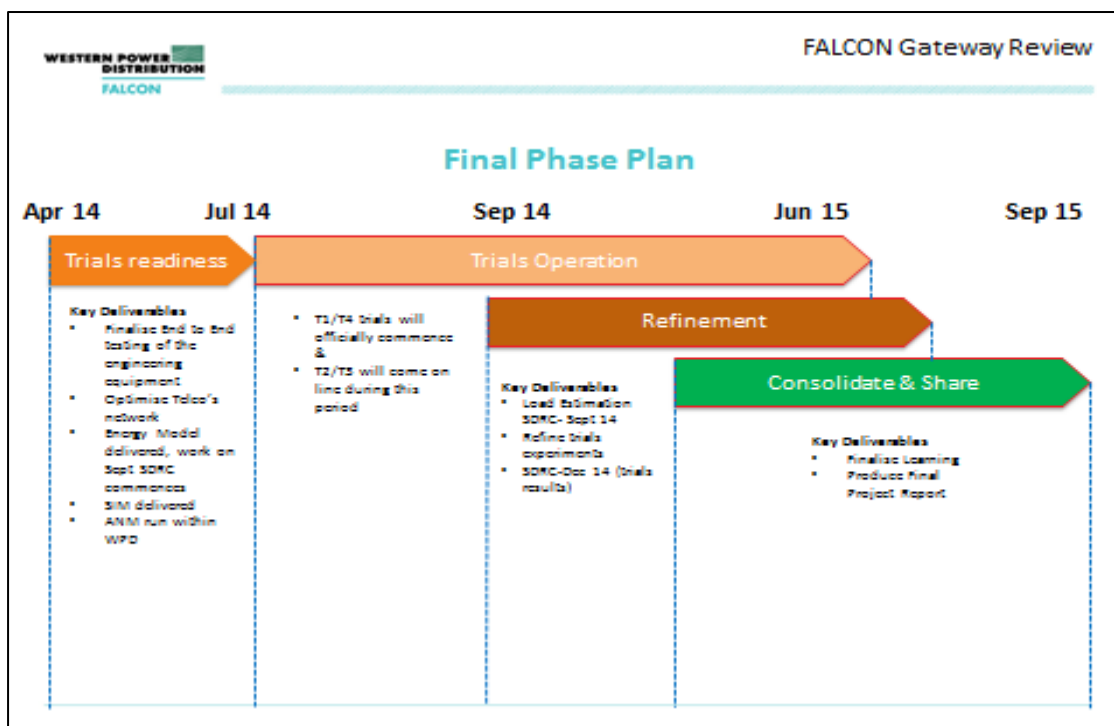 WESTERN POWER
DISTRIBUTION
FALCON
FALCON Gateway Review
Final Phase Plan
Apr 14
Jul 14
Sep 14
Jun 15
Sep 15
Trials readiness
Trials Operation
Refinement
Consolidate & Share
Key Deliverables
▪ Finalise End to End
testing of the
engineering
equipment
▪ Optimise Telco's
network
▪ Energy Model
delivered, work on
Sept SDRC
commences
▪ SIM delivered
▪ ANM run within
WPD
▪ T1/T4 trials will
officially commence
&
▪ T2/T3 will come on
line during this
period
Key Deliverables
▪ Load Estimation
SDRC- Sept 14
▪ Refine trials
experiments
▪ SDRC-Dec 14 (trials
results)
Key Deliverables
▪ Finalise Learning
▪ Produce Final
Project Report